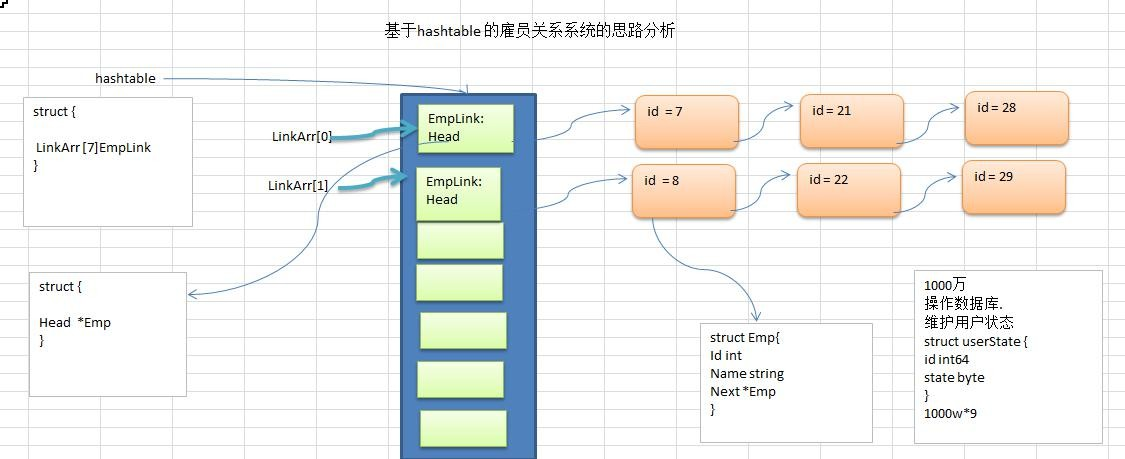 基于hashtable 的雇员关系系统的思路分析
hashtable
struct {
LinkArr [7]EmpLink
}
LinkArr[0]
EmpLink:
Head
id = 7
id = 21
id = 28
LinkArr[1]
EmpLink:
Head
id = 8
id = 22
id = 29
struct {
Head *Emp
}
struct Emp{
Id int
Name string
Next *Emp
}
1000万
操作数据库.
维护用户状态
struct userState {
id int64
state byte
}
1000w*9